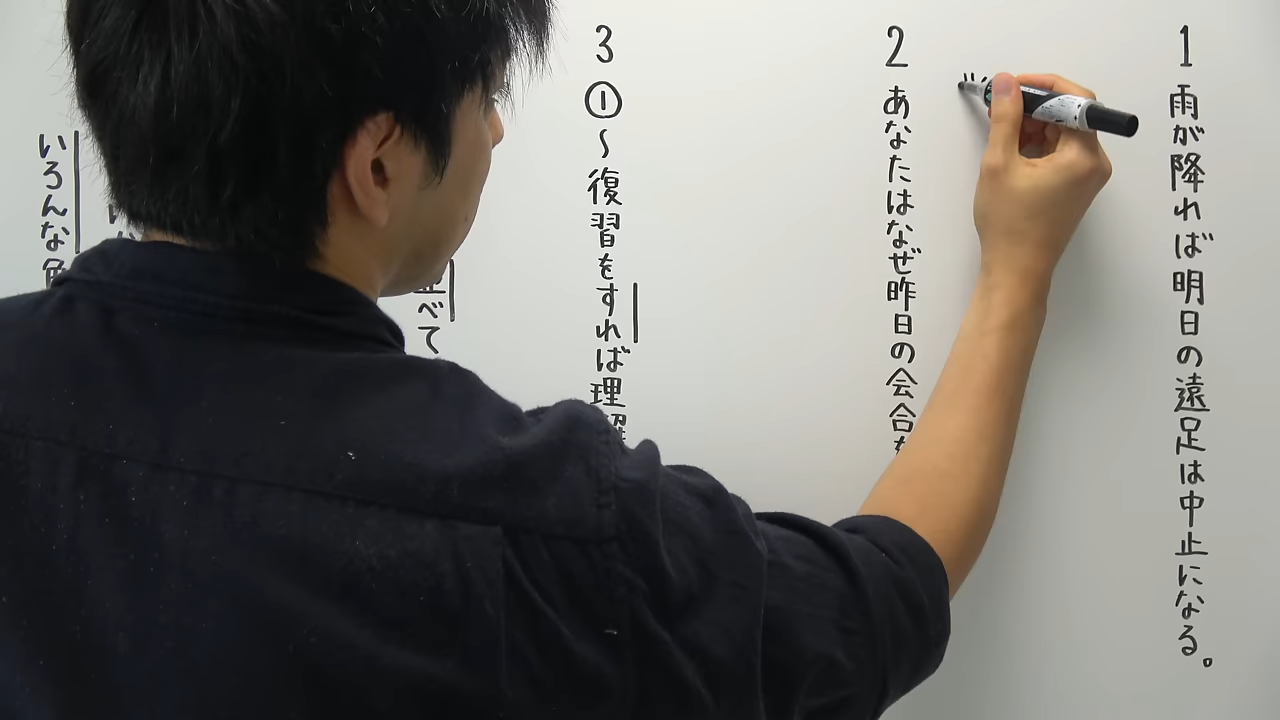 1 雨が降れば明日の遠足は中止になる。
2 あなたはなぜ昨日の会合を
3 ①〜復習をすれば理解
並べて
いろんな色